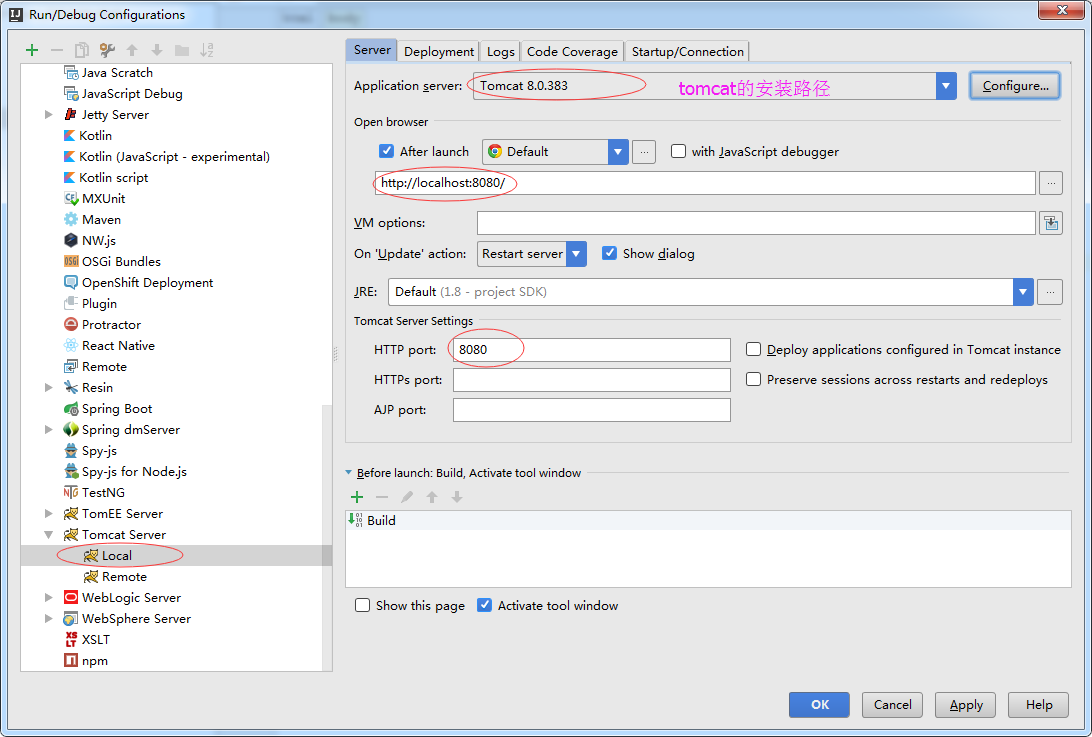 Run/Debug Configurations
Java Scratch
JavaScript Debug
Jetty Server
Kotlin
Kotlin (JavaScript - experimental)
Kotlin script
MXUnit
Maven
NW.js
OSGi Bundles
OpenShift Deployment
Plugin
Protractor
React Native
Remote
Resin
Spring Boot
Spring dmServer
Spy-js
Spy-js for Node.js
TestNG
TomEE Server
Tomcat Server
Local
Remote
WebLogic Server
WebSphere Server
XSLT
npm
Server Deployment Logs Code Coverage Startup/Connection
Application server: Tomcat 8.0.383 tomcat的安装路径 Configure...
Open browser
After launch Default ... with JavaScript debugger
http://localhost:8080/ ...
VM options:
On 'Update' action: Restart server Show dialog
JRE: Default (1.8 - project SDK) ...
Tomcat Server Settings
HTTP port: 8080 Deploy applications configured in Tomcat instance
HTTPs port: Preserve sessions across restarts and redeploys
AJP port:
Before launch: Build, Activate tool window
Build
Show this page Activate tool window
OK Cancel Apply Help